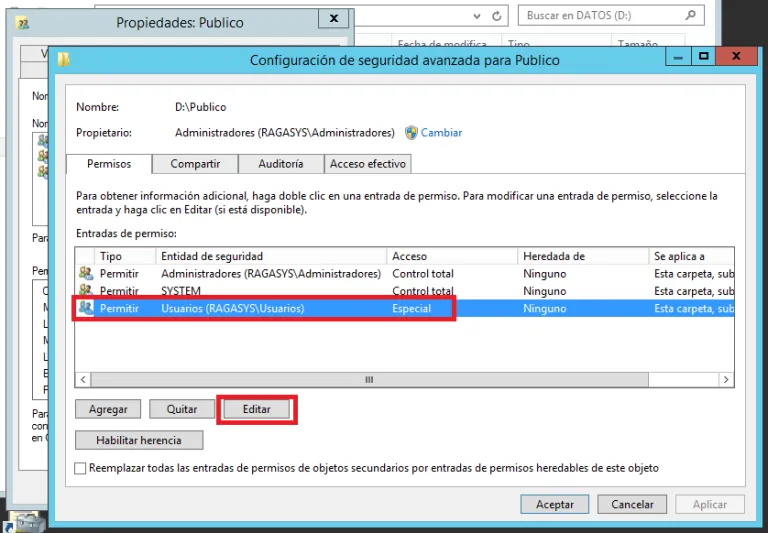 Propiedades: Publico
x
Buscar en DATOS (D:)
Fecha de modifica...
Tipo
Tamaño
Configuración de seguridad avanzada para Publico
Nombre:
D:\Publico
Propietario:
Administradores (RAGASYS\Administradores)
Cambiar
Permisos
Compartir
Auditoría
Acceso efectivo
Para obtener información adicional, haga doble clic en una entrada de permiso. Para modificar una entrada de permiso, seleccione la
entrada y haga clic en Editar (si está disponible).
Entradas de permiso:
Tipo Entidad de seguridad Acceso Heredada de Se aplica a
Permitir Administradores (RAGASYS\Administradores) Control total Ninguno Esta carpeta, sub
Permitir SYSTEM Control total Ninguno Esta carpeta, sub
Permitir Usuarios (RAGASYS\Usuarios) Especial Ninguno Esta carpeta, sub
Agregar
Quitar
Editar
Habilitar herencia
Reemplazar todas las entradas de permisos de objetos secundarios por entradas de permisos heredables de este objeto
Aceptar
Cancelar
Aplicar